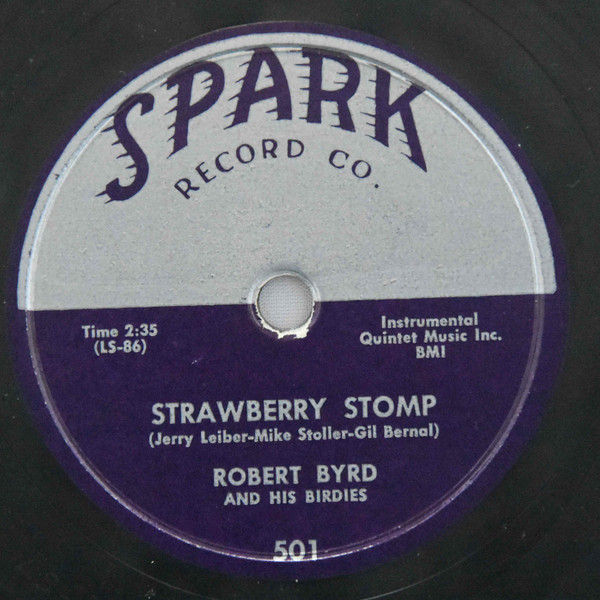 SPARK
RECORD CO.
Time 2:35
(LS-86)
Instrumental
Quintet Music Inc.
BMI
STRAWBERRY STOMP
(Jerry Leiber-Mike Stoller-Gil Bernal)
ROBERT BYRD
AND HIS BIRDIES
501